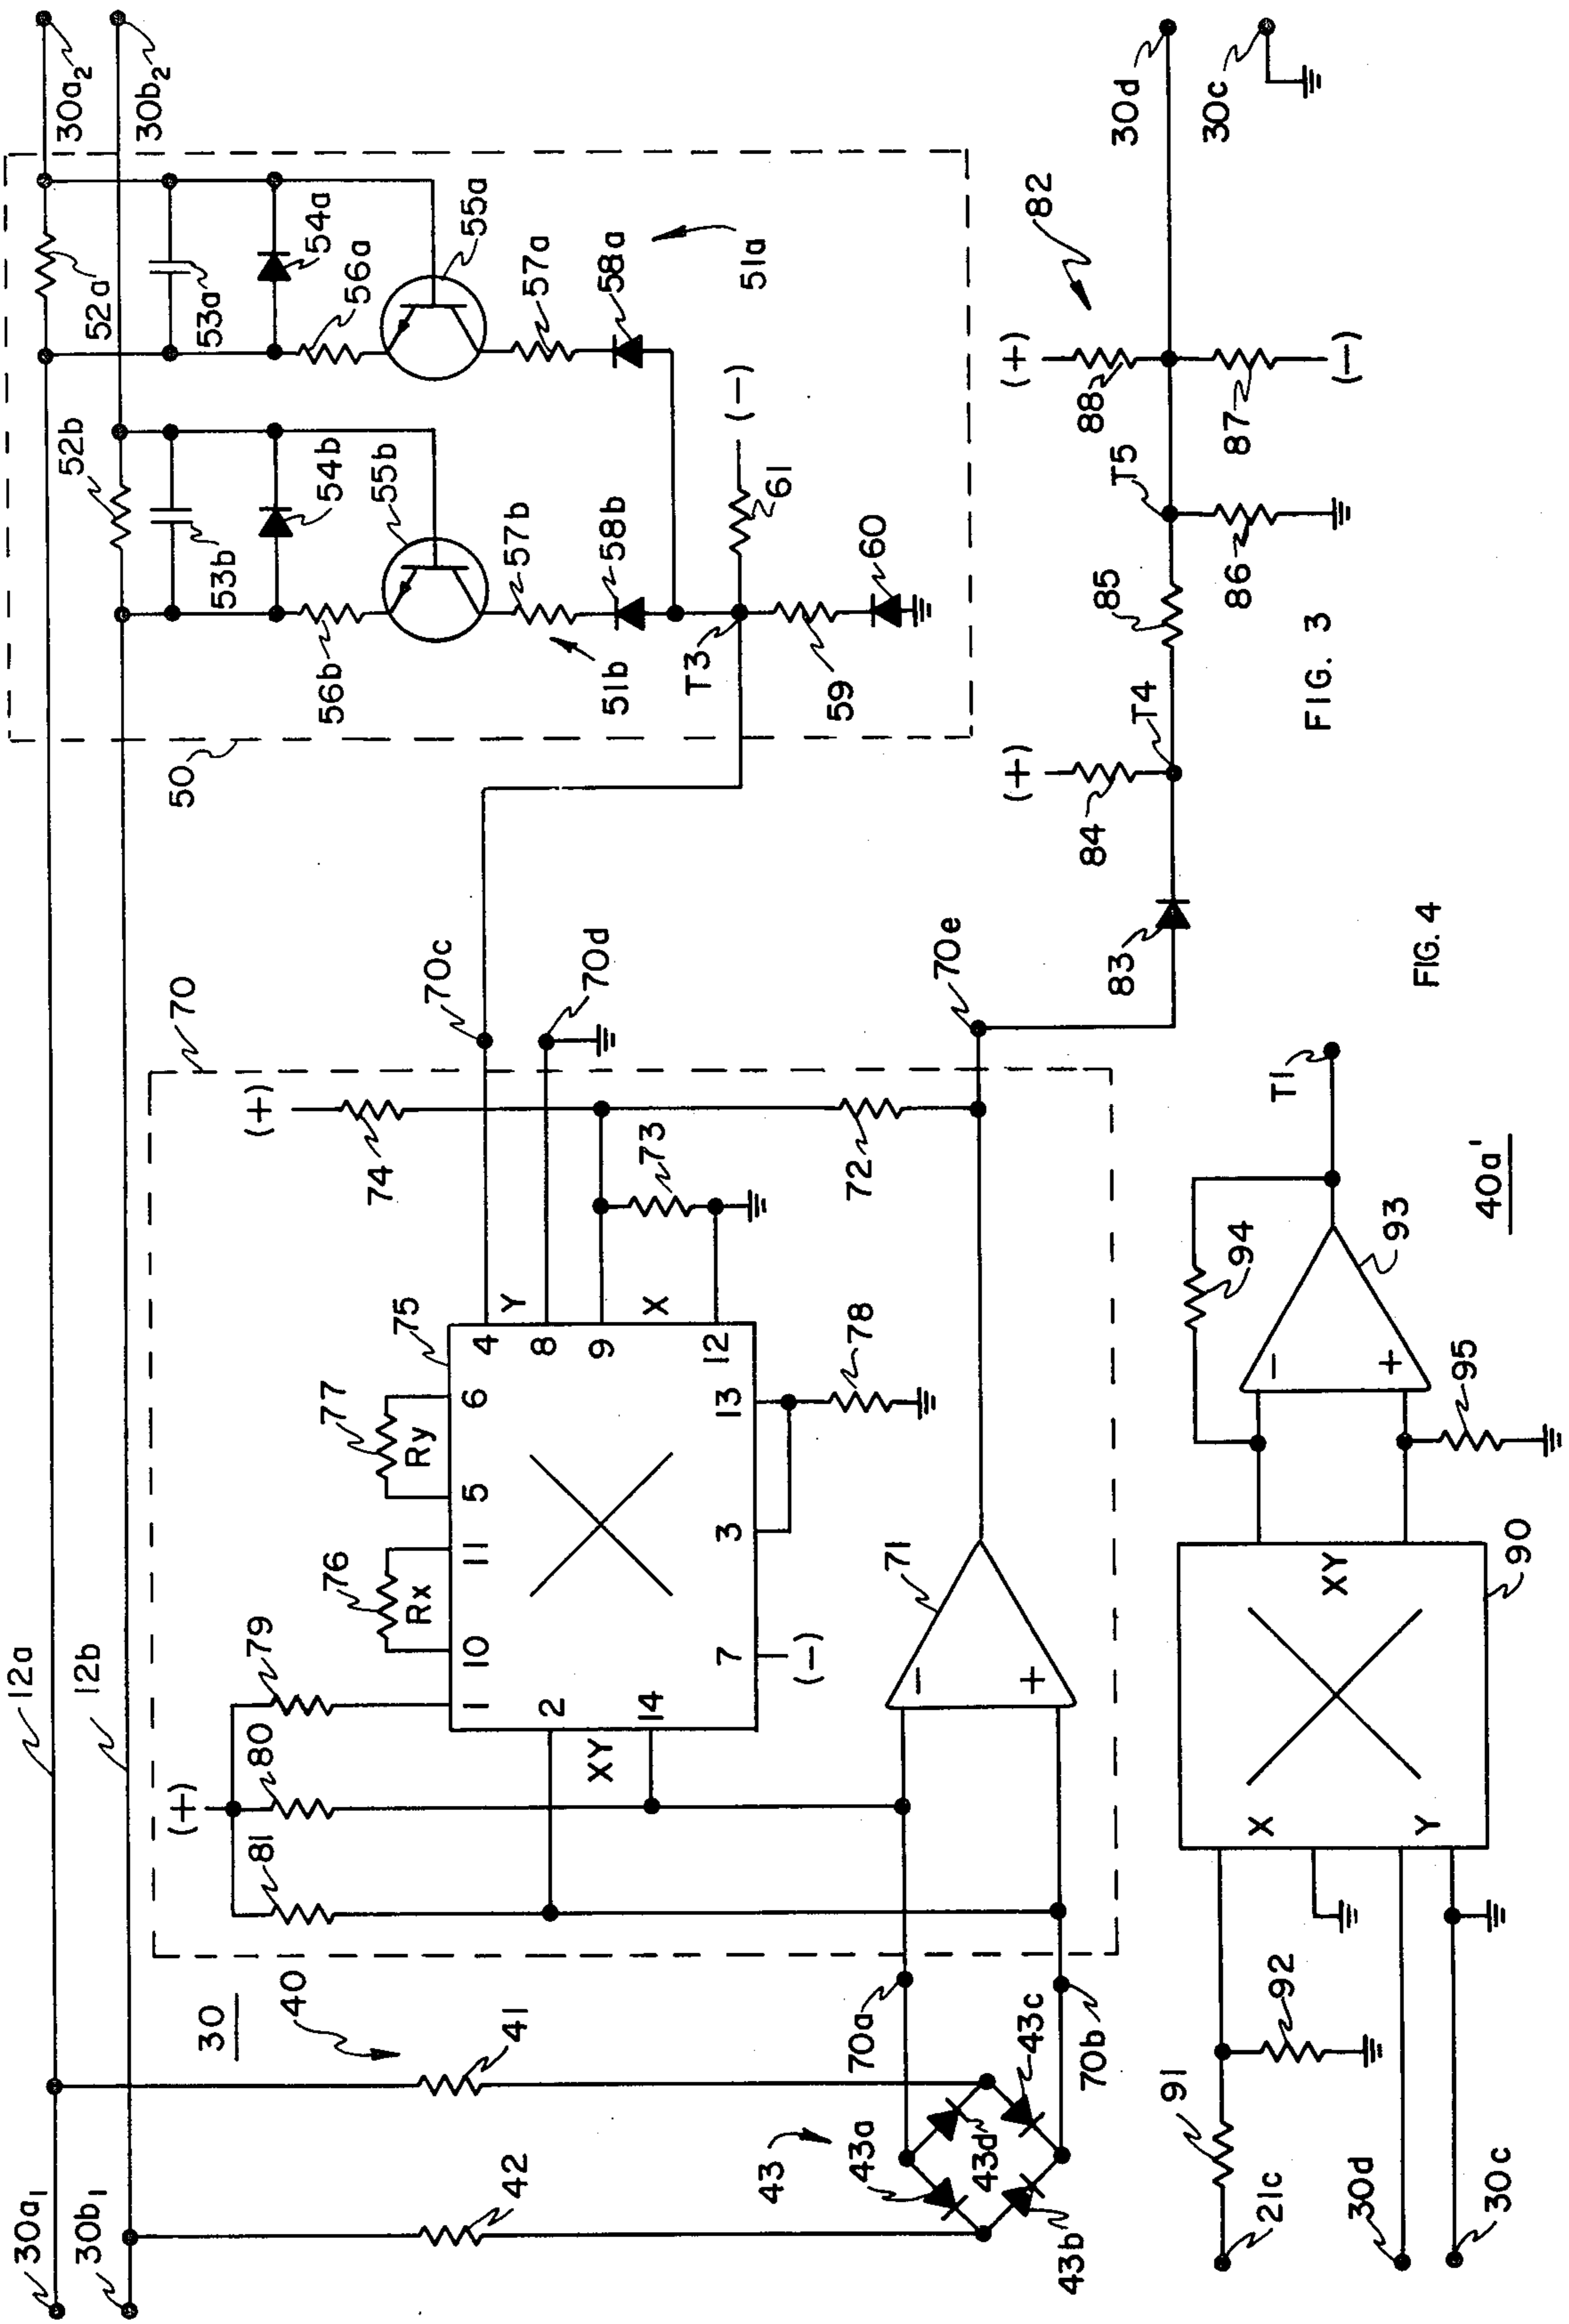 12a
12b
30a1
30b1
30a2
30b2
30
40
41
42
43
43a
43b
43c
43d
70a
70b
70
(+)
81
80
79
76
Rx
77
Ry
75
1
10
11
5
6
2
XY
14
7
(-)
3
13
4
Y
8
9
X
12
78
71
-
+
(+)
74
73
72
70c
70d
70e
50
52b
52a
53b
53a
54b
54a
56b
56a
55b
55a
57b
57a
58b
58a
51b
51a
T3
61
(-)
59
60
83
(+)
84
T4
85
T5
86
(+)
88
87
(-)
82
30d
30c
FIG. 3
21c
91
92
30d
30c
X
Y
XY
90
-
+
94
95
93
T1
40a'
FIG. 4